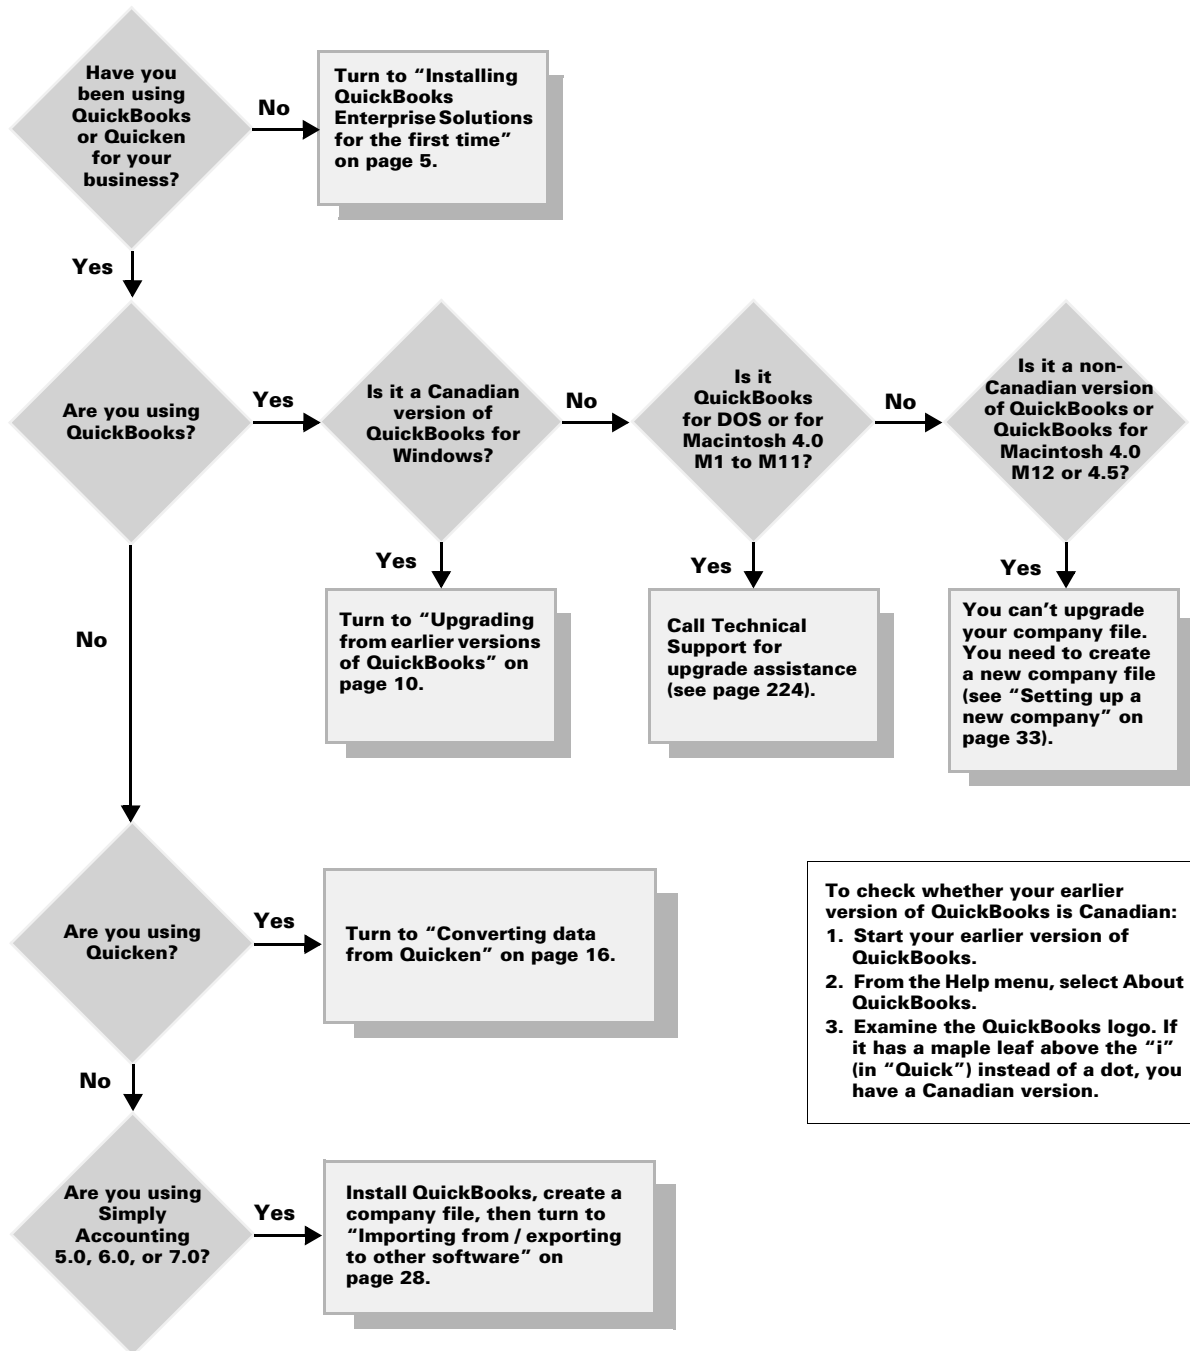 Have you
been using
QuickBooks
or Quicken
for your
business?
No
Turn to “Installing
QuickBooks
Enterprise Solutions
for the first time”
on page 5.
Yes
Are you using
QuickBooks?
Yes
Is it a Canadian
version of
QuickBooks for
Windows?
No
Is it
QuickBooks
for DOS or for
Macintosh 4.0
M1 to M11?
No
Is it a non-
Canadian version
of QuickBooks or
QuickBooks for
Macintosh 4.0
M12 or 4.5?
Yes
Turn to “Upgrading
from earlier versions
of QuickBooks” on
page 10.
Yes
Call Technical
Support for
upgrade assistance
(see page 224).
Yes
You can’t upgrade
your company file.
You need to create
a new company file
(see “Setting up a
new company” on
page 33).
No
Are you using
Quicken?
Yes
Turn to “Converting data
from Quicken” on page 16.
To check whether your earlier
version of QuickBooks is Canadian:
1. Start your earlier version of
QuickBooks.
2. From the Help menu, select About
QuickBooks.
3. Examine the QuickBooks logo. If
it has a maple leaf above the “i”
(in “Quick”) instead of a dot, you
have a Canadian version.
No
Are you using
Simply
Accounting
5.0, 6.0, or 7.0?
Yes
Install QuickBooks, create a
company file, then turn to
“Importing from / exporting
to other software” on
page 28.